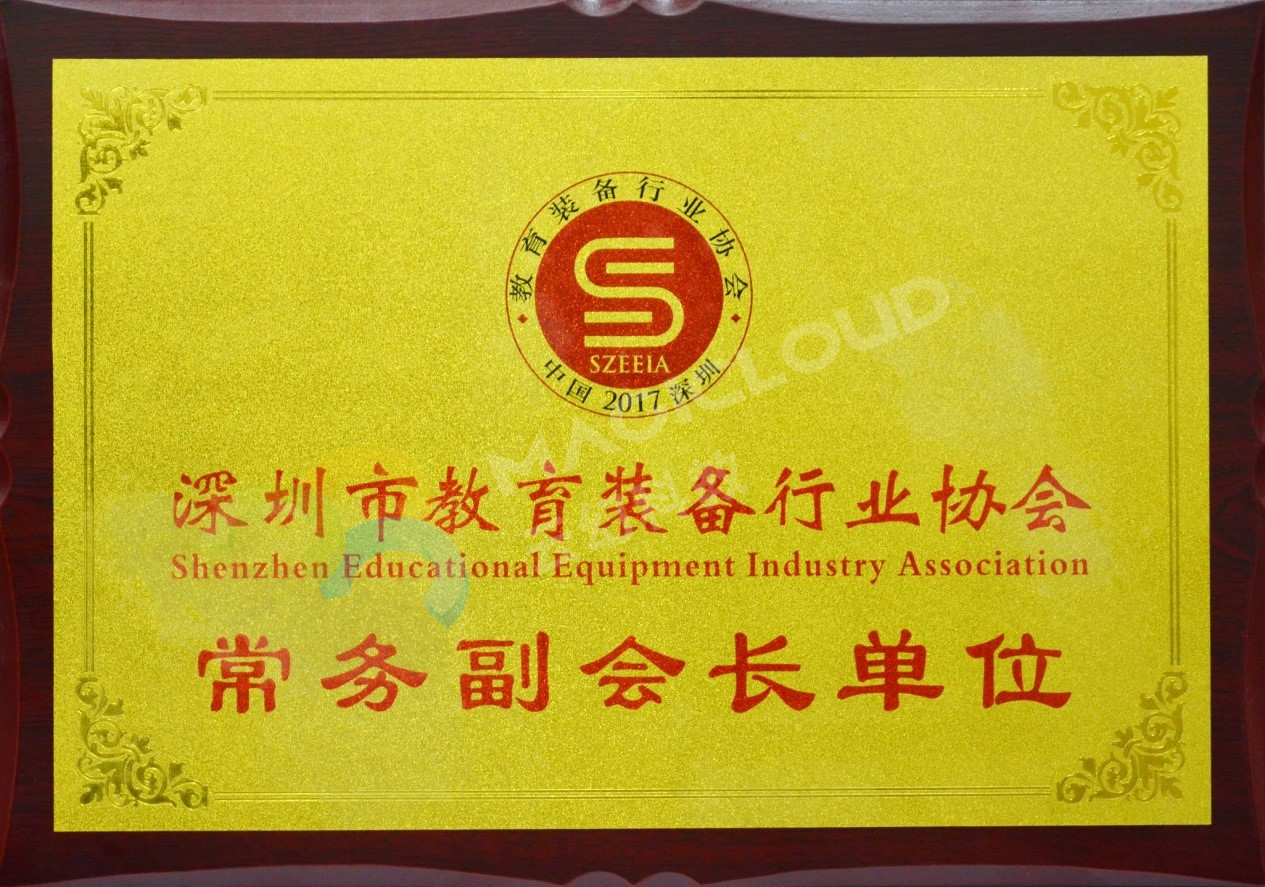 教育装备行业协会
SZEEIA
中国 2017 深圳
MAGICLOUD
深圳市教育装备行业协会
Shenzhen Educational Equipment Industry Association
常务副会长单位